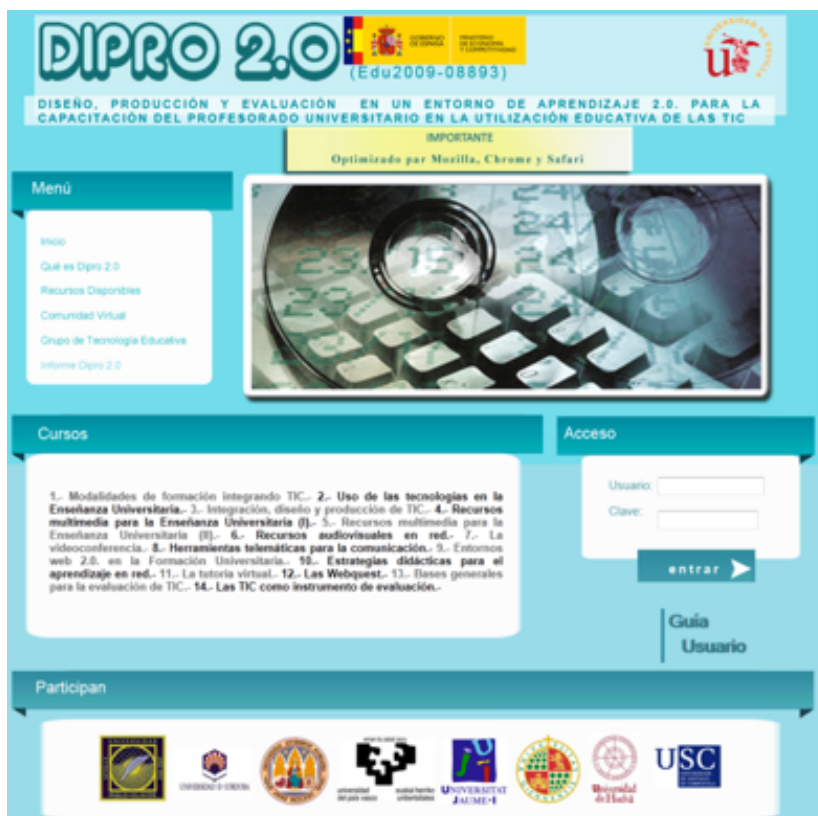 DIPRO 2.0
GOBIERNO DE ESPAÑA
MINISTERIO DE ECONOMÍA Y COMPETITIVIDAD
(Edu2009-08893)
DISEÑO, PRODUCCIÓN Y EVALUACIÓN EN UN ENTORNO DE APRENDIZAJE 2.0. PARA LA
CAPACITACIÓN DEL PROFESORADO UNIVERSITARIO EN LA UTILIZACIÓN EDUCATIVA DE LAS TIC
IMPORTANTE
Optimizado par Mozilla, Chrome y Safari
Menú
Inicio
Qué es Dipro 2.0
Recursos Disponibles
Comunidad Virtual
Grupo de Tecnología Educativa
Informe Dipro 2.0
Cursos
1.- Modalidades de formación integrando TIC.- 2.- Uso de las tecnologías en la
Enseñanza Universitaria.- 3.- Integración, diseño y producción de TIC.- 4.- Recursos
multimedia para la Enseñanza Universitaria (I).- 5.- Recursos multimedia para la
Enseñanza Universitaria (II).- 6.- Recursos audiovisuales en red.- 7.- La
videoconferencia.- 8.- Herramientas telemáticas para la comunicación.- 9.- Entornos
web 2.0. en la Formación Universitaria.. 10.. Estrategias didácticas para el
aprendizaje en red.- 11.- La tutoría virtual.- 12.- Las Webquest.- 13.- Bases generales
para la evaluación de TIC.- 14.- Las TIC como instrumento de evaluación.-
Acceso
Usuario:
Clave:
entrar
Guía
Usuario
Participan
UNIVERSIDAD D CORDOBA
universidad del país vasco
euskal herriko unibertsitatea
UNIVERSITAT
JAUME·I
Universidad
de Huelva
USC